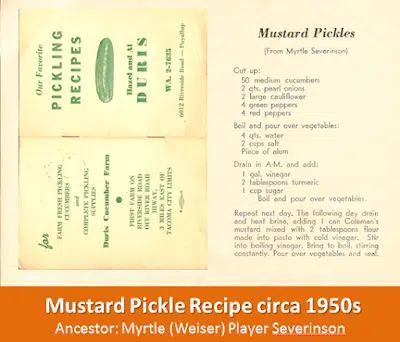 Our Favorite
PICKLING
RECIPES
Hazel and Al
DURIS
WA. 2-7635
6012 Riverside Road — Puyallup
for
FARM FRESH PICKLING
CUCUMBERS
and
COMPLETE PICKLING
SUPPLIES
Duris Cucumber Farm
FIRST FARM ON
RIVERSIDE ROAD
OFF RIVER ROAD
HIWAY,
3 MILES EAST OF
TACOMA CITY LIMITS
Mustard Pickles
(From Myrtle Severinson)
Cut up:
50 medium cucumbers
2 qts. pearl onions
2 large cauliflower
4 green peppers
4 red peppers
Boil and pour over vegetables:
4 qts. water
2 cups salt
Piece of alum
Drain in A.M. and add:
1 gal. vinegar
2 tablespoons turmeric
1 cup sugar
Boil and pour over vegetables.
Repeat next day. The following day drain
and heat brine, adding 1 can Coleman's
mustard mixed with 2 tablespoons flour
made into paste with cold vinegar. Stir
into boiling vinegar. Bring to boil, stirring
constantly. Pour over vegetables and seal.
Mustard Pickle Recipe circa 1950s
Ancestor: Myrtle (Weiser) Player Severinson